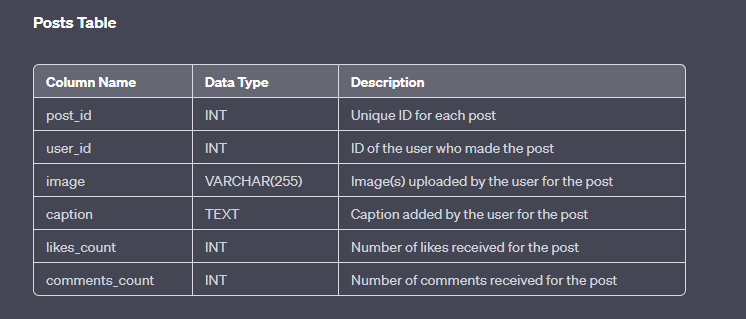 Posts Table
Column Name Data Type Description
post_id INT Unique ID for each post
user_id INT ID of the user who made the post
image VARCHAR(255) Image(s) uploaded by the user for the post
caption TEXT Caption added by the user for the post
likes_count INT Number of likes received for the post
comments_count INT Number of comments received for the post